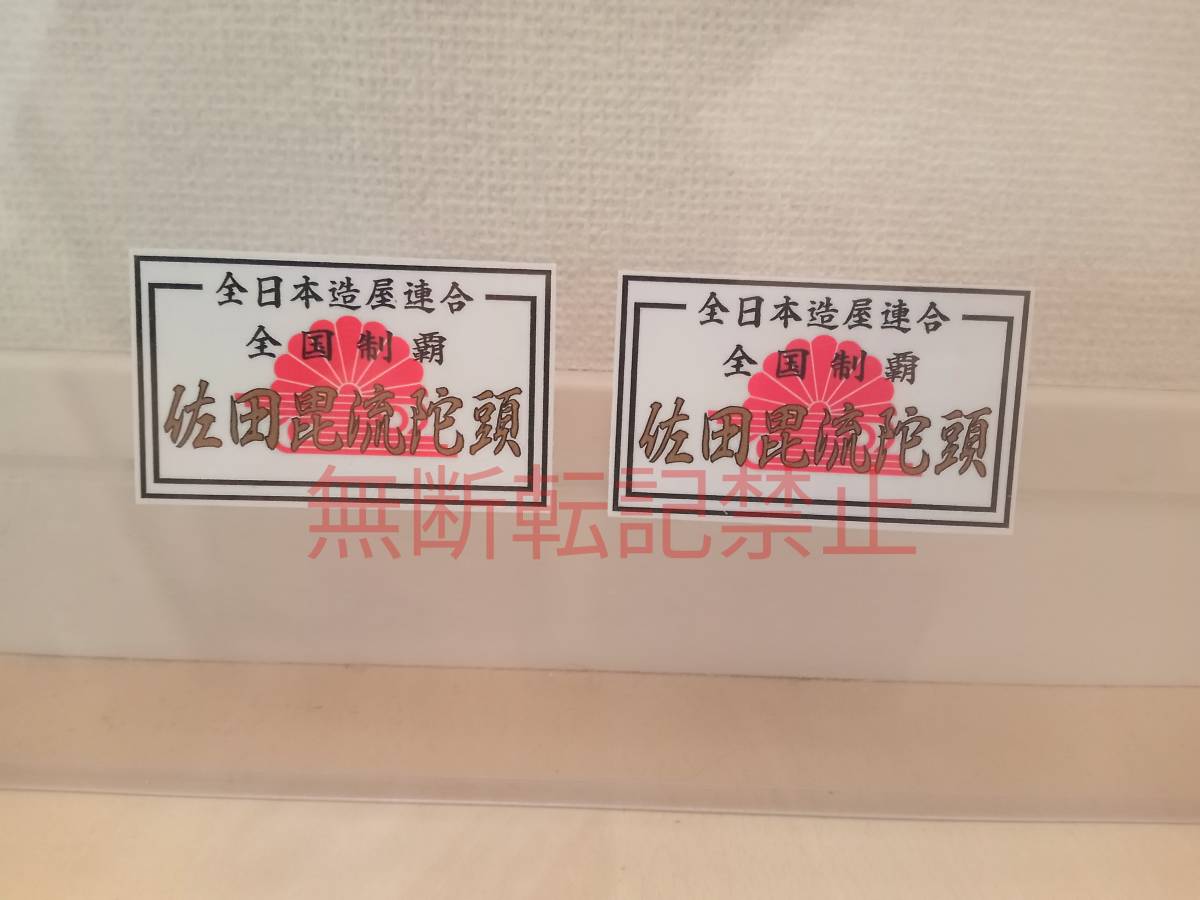 全日本造屋連合
全国制覇
佐田毘流陀頭
全日本造屋連合
全国制覇
佐田毘流陀頭
無断転記禁止